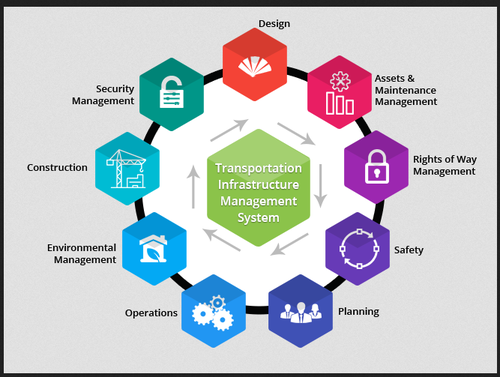 Design
Assets &
Maintenance
Management
Rights of Way
Management
Safety
Planning
Operations
Environmental
Management
Construction
Security
Management
Transportation
Infrastructure
Management
System